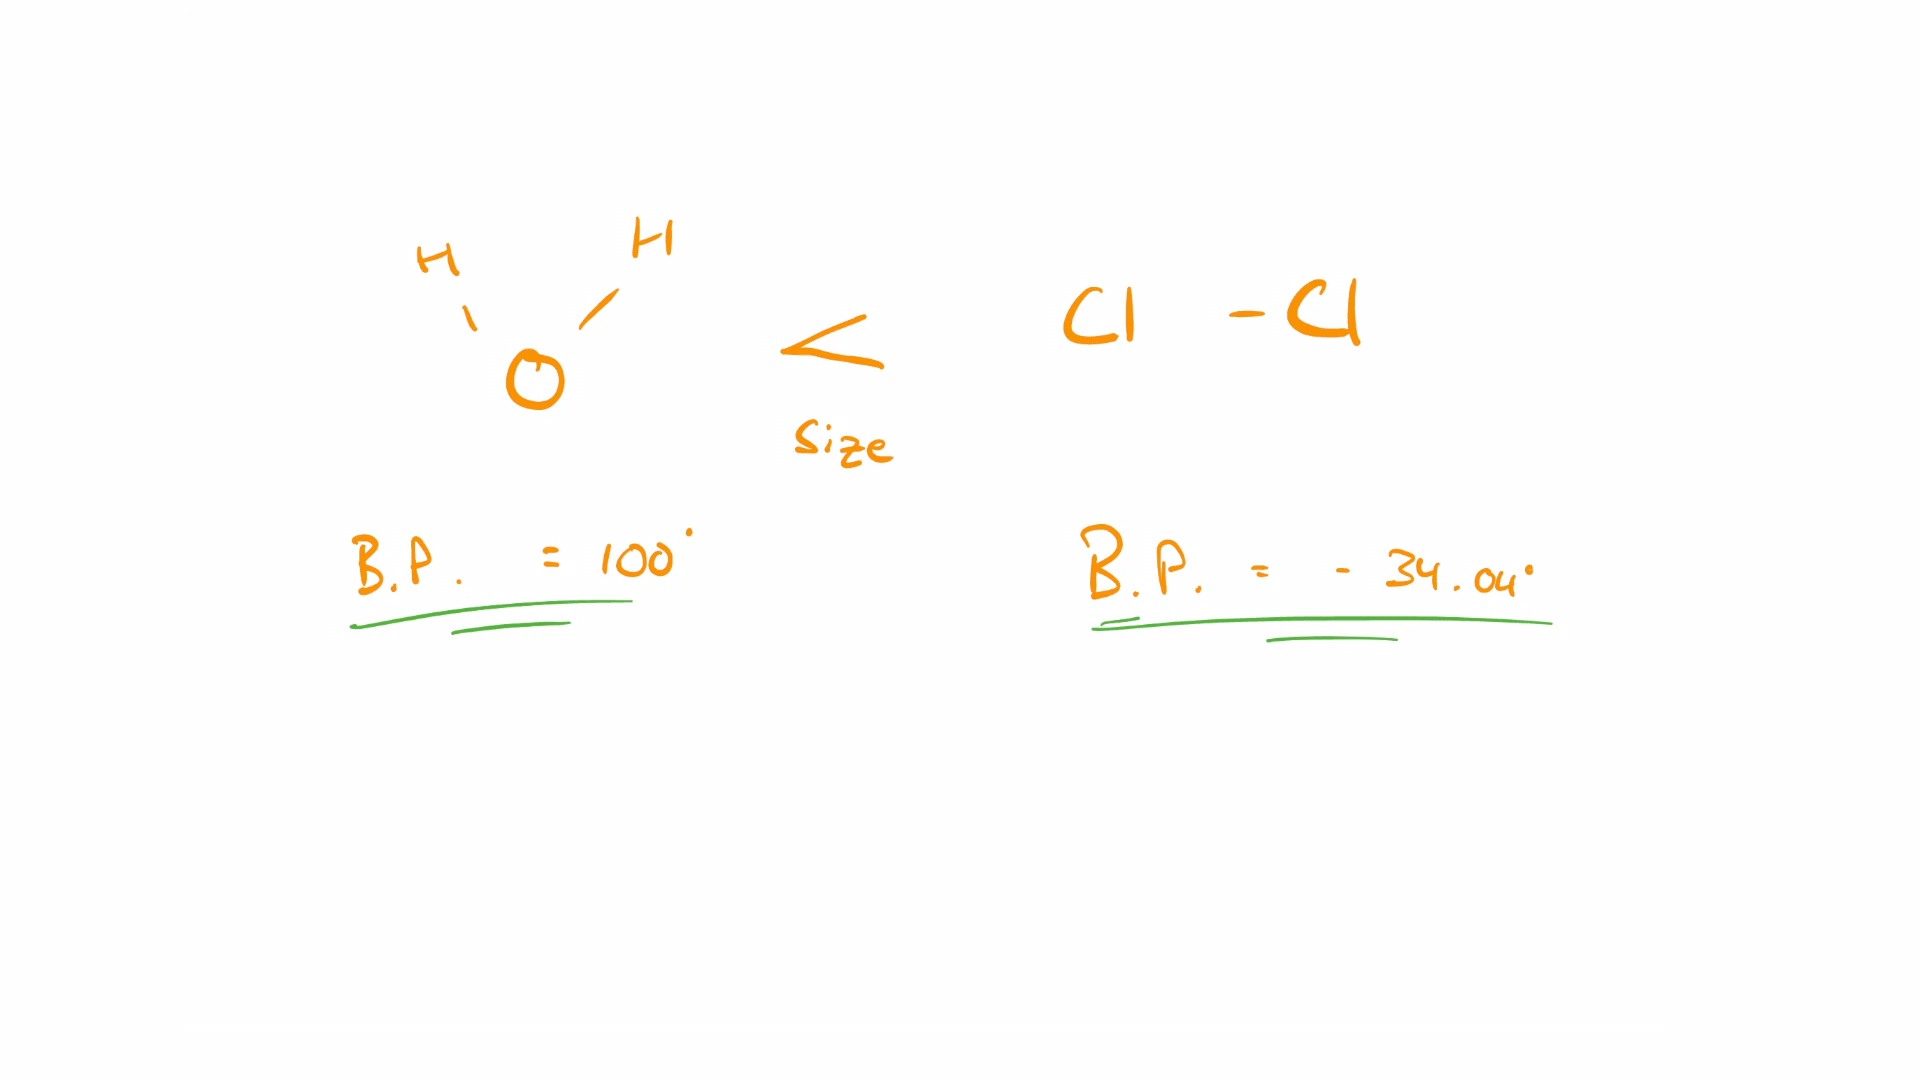 H H
O < Cl - Cl
Size
B.P. = 100° B.P. = - 34.04°